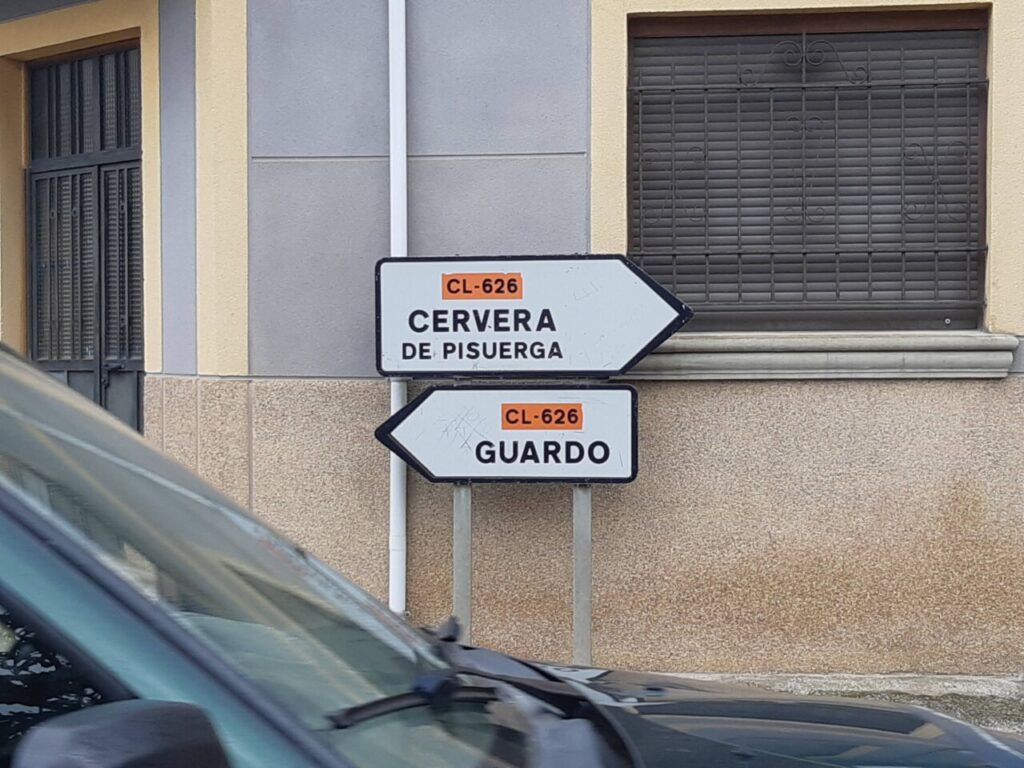 CL-626
CERVERA
DE PISUERGA
CL-626
GUARDO